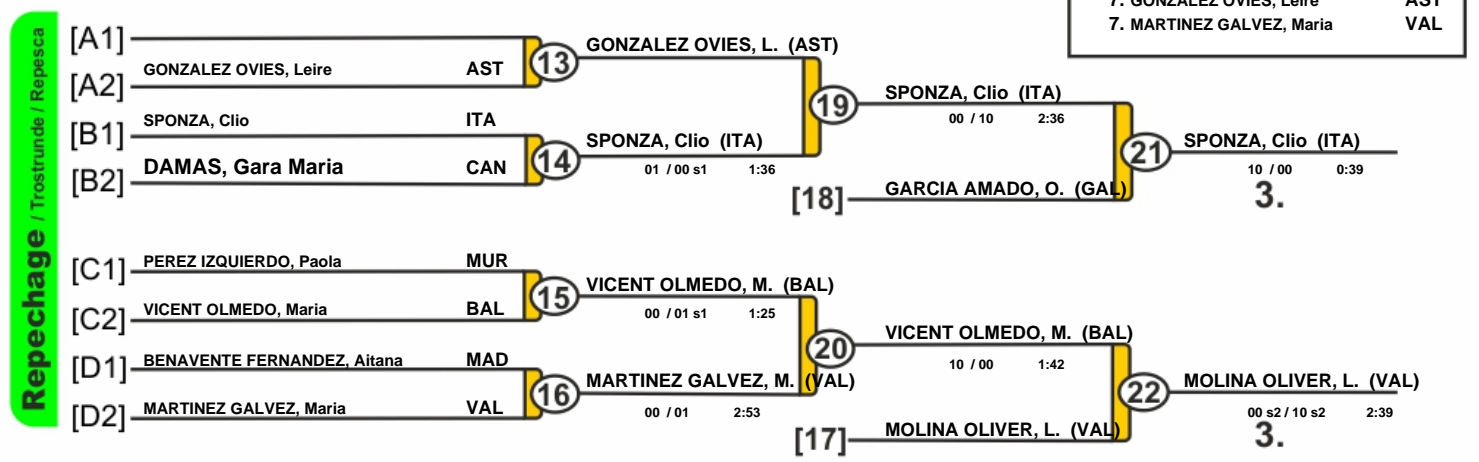 7. GONZALEZ OVIES, Leire AST
7. MARTINEZ GALVEZ, Maria VAL
Repechage / Trostrunde / Repesca
[A1]
GONZALEZ OVIES, L. (AST)
GONZALEZ OVIES, Leire AST
13
[A2]
SPONZA, Clio (ITA)
19
00 / 10 2:36
SPONZA, Clio ITA
[B1]
SPONZA, Clio (ITA)
SPONZA, Clio (ITA)
21
DAMAS, Gara Maria CAN
14
01 / 00 s1 1:36
10 / 00 0:39
[B2]
GARCIA AMADO, O. (GAL)
[18]
3.
[C1] PEREZ IZQUIERDO, Paola MUR
VICENT OLMEDO, M. (BAL)
15
VICENT OLMEDO, Maria BAL
00 / 01 s1 1:25
[C2]
VICENT OLMEDO, M. (BAL)
20
[D1] BENAVENTE FERNANDEZ, Aitana MAD
10 / 00 1:42
MARTINEZ GALVEZ, M. (VAL)
MOLINA OLIVER, L. (VAL)
16
22
[D2] MARTINEZ GALVEZ, Maria VAL
00 / 01 2:53
00 s2 / 10 s2 2:39
[17] MOLINA OLIVER, L. (VAL)
3.